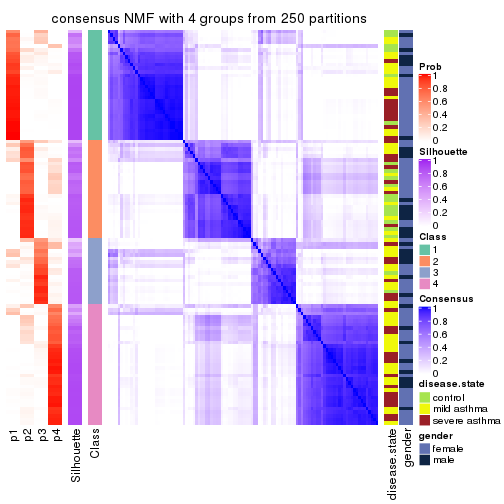 consensus NMF with 4 groups from 250 partitions
p1
p2
p3
p4
Silhouette
Class
disease.state
gender
Prob
1
0.8
0.6
0.4
0.2
0
Silhouette
1
0.8
0.6
0.4
0.2
0
Class
1
2
3
4
Consensus
1
0.8
0.6
0.4
0.2
0
disease.state
control
mild asthma
severe asthma
gender
female
male